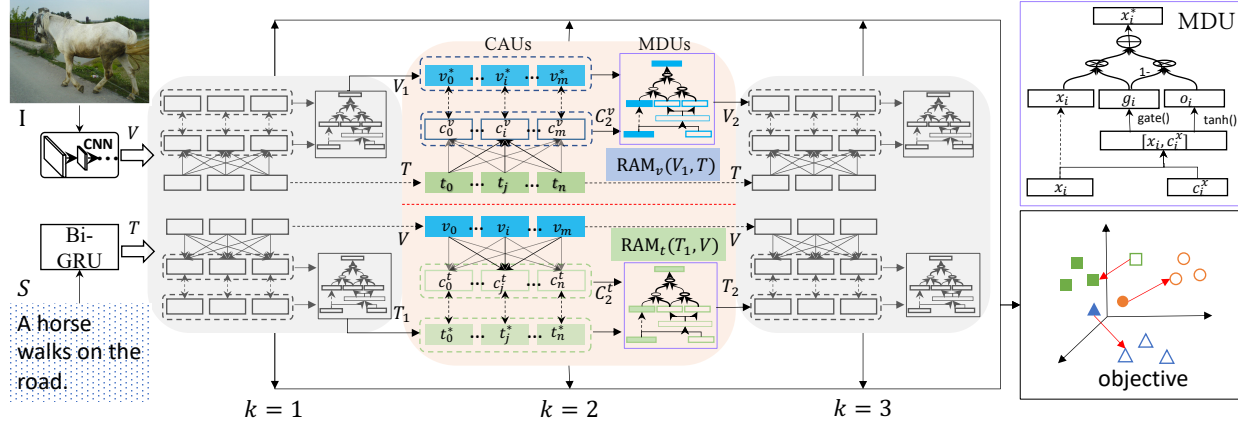 I
CNN
V
S
Bi-
GRU
T
A horse
walks on the
road.
CAUs
MDUs
V₁
v₀* ... vᵢ* ... vₘ*
c₀ᵛ ... cᵢᵛ ... cₘᵛ
C₂ᵛ
V₂
RAMᵥ(V₁, T)
T
t₀ ... tⱼ ... tₙ
T
V
v₀ ... vᵢ ... vₘ
V
RAMₜ(T₁, V)
c₀ᵗ ... cⱼᵗ ... cₙᵗ
C₂ᵗ
T₂
T₁
t₀* ... tⱼ* ... tₙ*
k = 1
k = 2
k = 3
MDU
xᵢ*
1-
xᵢ
gᵢ
oᵢ
gate()
tanh()
[xᵢ, cᵢˣ]
xᵢ
cᵢˣ
objective